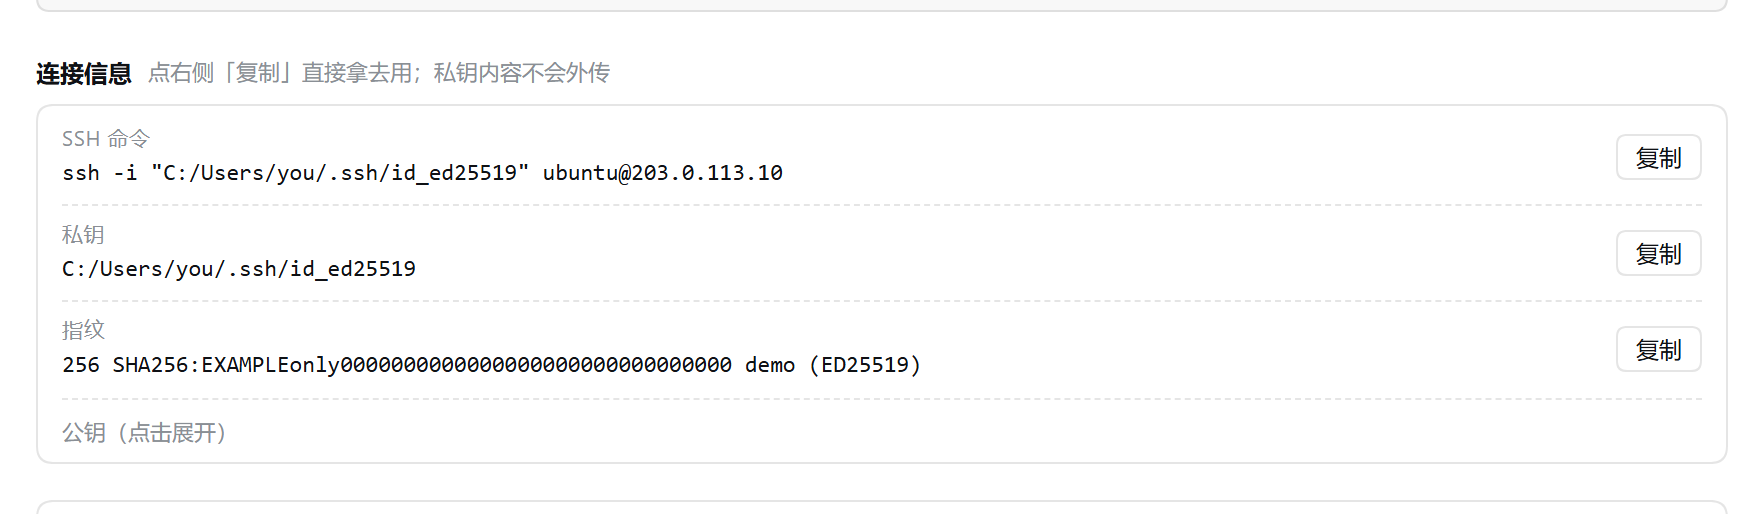 连接信息 点右侧「复制」直接拿去用；私钥内容不会外传
SSH 命令
ssh -i "C:/Users/you/.ssh/id_ed25519" ubuntu@203.0.113.10
复制
私钥
C:/Users/you/.ssh/id_ed25519
复制
指纹
256 SHA256:EXAMPLEonly0000000000000000000000000000000 demo (ED25519)
复制
公钥（点击展开）